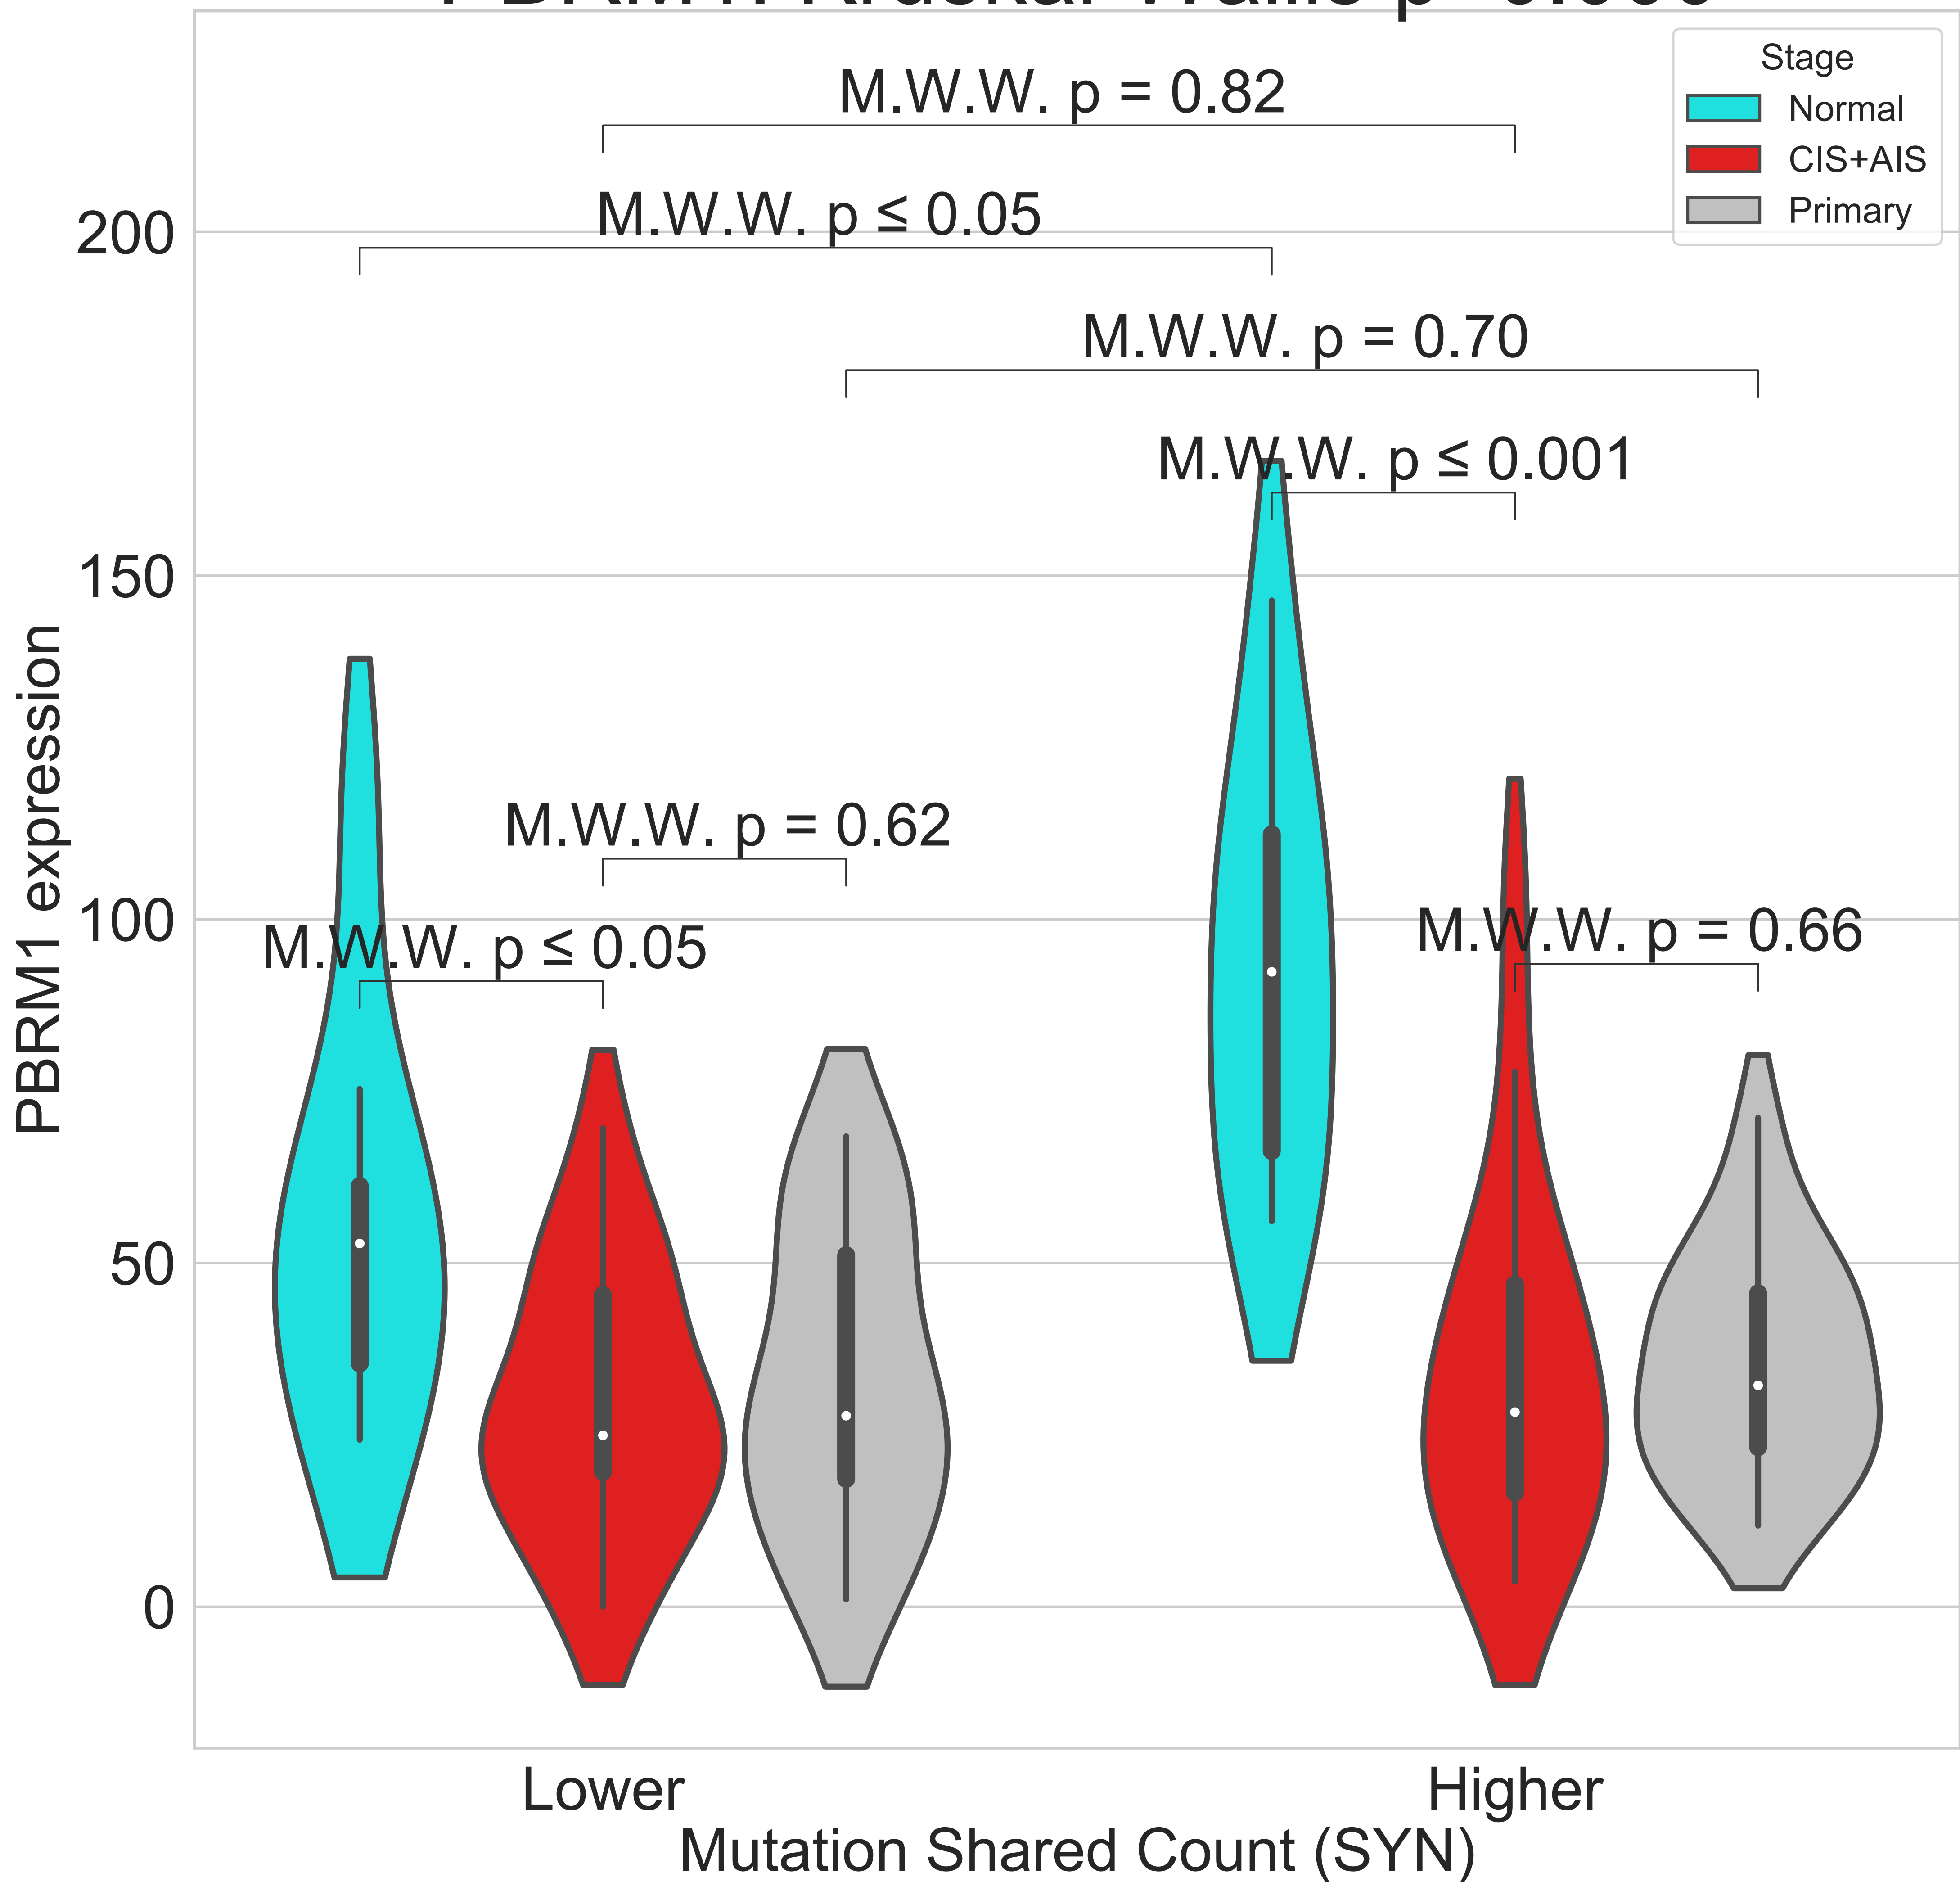 Stage
Normal
CIS+AIS
Primary
M.W.W. p = 0.82
M.W.W. p ≤ 0.05
M.W.W. p = 0.70
M.W.W. p ≤ 0.001
M.W.W. p = 0.62
M.W.W. p ≤ 0.05
M.W.W. p = 0.66
200
150
100
50
0
PBRM1 expression
Lower
Higher
Mutation Shared Count (SYN)